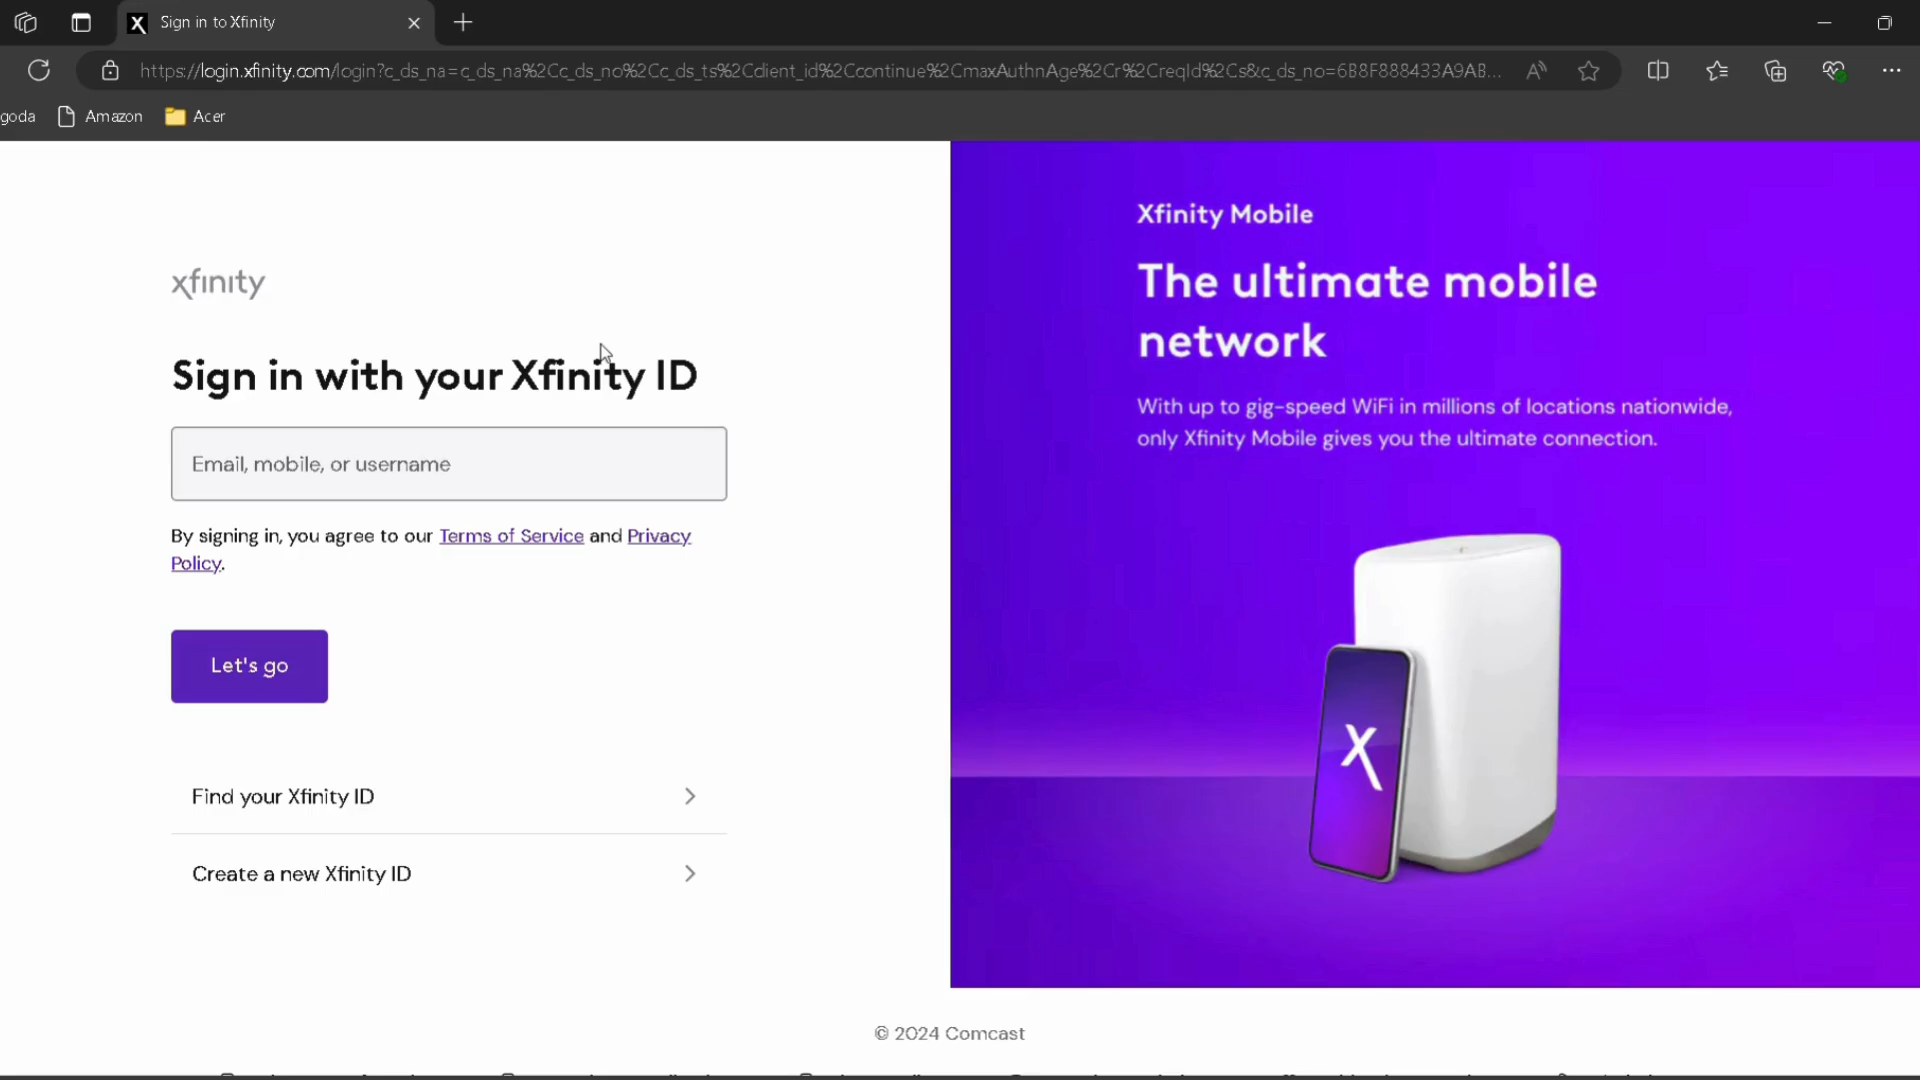 Sign in to Xfinity
https://login.xfinity.com/login?c_ds_na=c_ds_na%2Cc_ds_no%2Cc_ds_ts%2Cclient_id%2Ccontinue%2CmaxAuthnAge%2Cr%2CreqId%2Cs&c_ds_no=6B8F888433A9AB...
goda Amazon Acer
xfinity
Sign in with your Xfinity ID
Email, mobile, or username
By signing in, you agree to our Terms of Service and Privacy
Policy.
Let's go
Find your Xfinity ID
Create a new Xfinity ID
Xfinity Mobile
The ultimate mobile
network
With up to gig-speed WiFi in millions of locations nationwide,
only Xfinity Mobile gives you the ultimate connection.
X
© 2024 Comcast